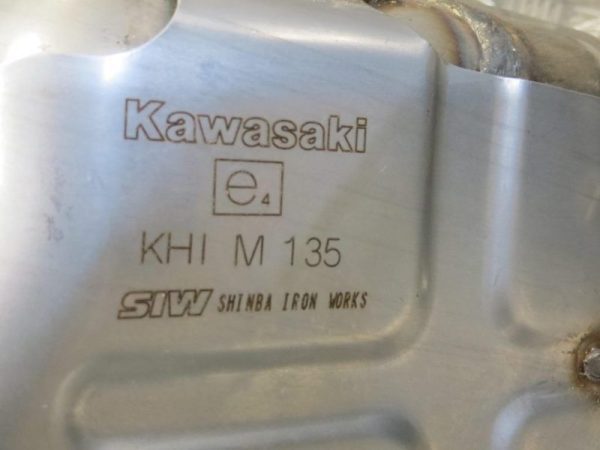 Kawasaki
e4
KHI M 135
SIW SHINBA IRON WORKS